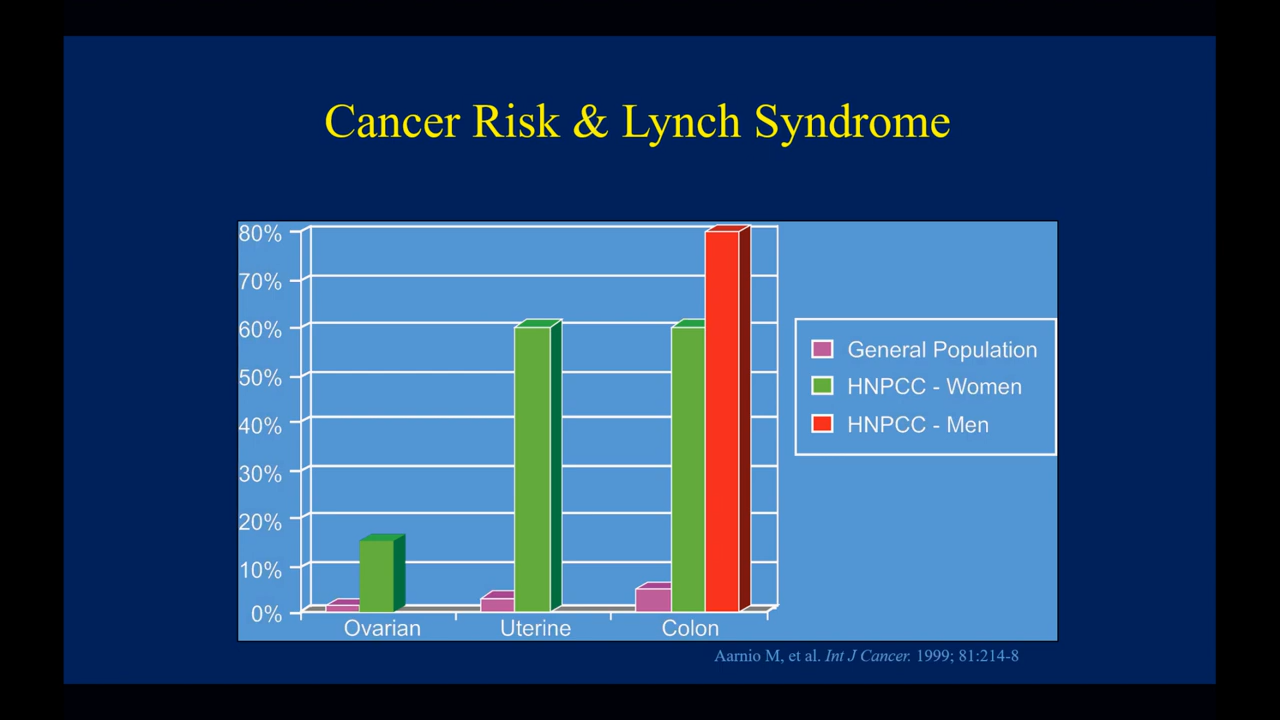 Cancer Risk & Lynch Syndrome
80%
70%
60%
50%
40%
30%
20%
10%
0%
Ovarian
Uterine
Colon
General Population
HNPCC - Women
HNPCC - Men
Aarnio M, et al. Int J Cancer. 1999; 81:214-8